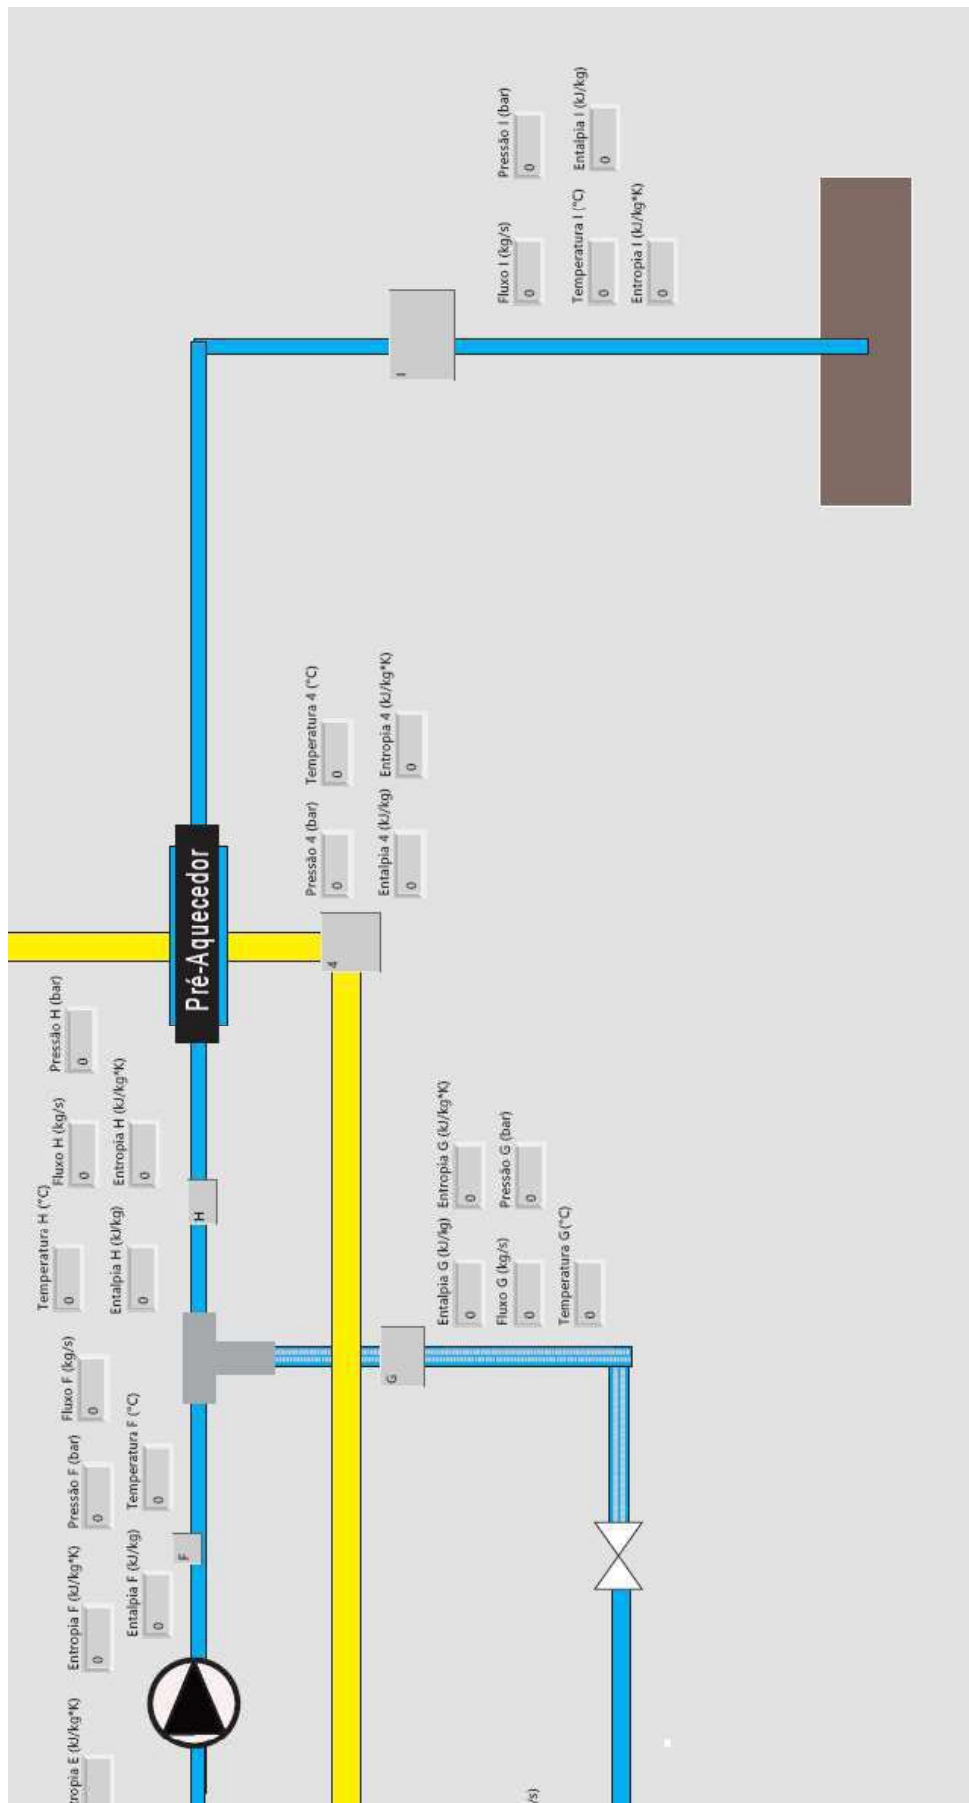 tropia E (kJ/kg*K)
Entropia F (kJ/kg*K)
0
Pressão F (bar)
0
Fluxo F (kg/s)
0
Entalpia F (kJ/kg)
0
Temperatura F (°C)
0
F
Temperatura H (°C)
0
Fluxo H (kg/s)
0
Pressão H (bar)
0
Entalpia H (kJ/kg)
0
Entropia H (kJ/kg*K)
0
H
Pré-Aquecedor
Pressão 4 (bar)
0
Temperatura 4 (°C)
0
Entalpia 4 (kJ/kg)
0
Entropia 4 (kJ/kg*K)
0
4
G
Entalpia G (kJ/kg)
0
Entropia G (kJ/kg*K)
0
Fluxo G (kg/s)
0
Pressão G (bar)
0
Temperatura G (°C)
0
I
Fluxo I (kg/s)
0
Pressão I (bar)
0
Temperatura I (°C)
0
Entalpia I (kJ/kg)
0
Entropia I (kJ/kg*K)
0
/s)